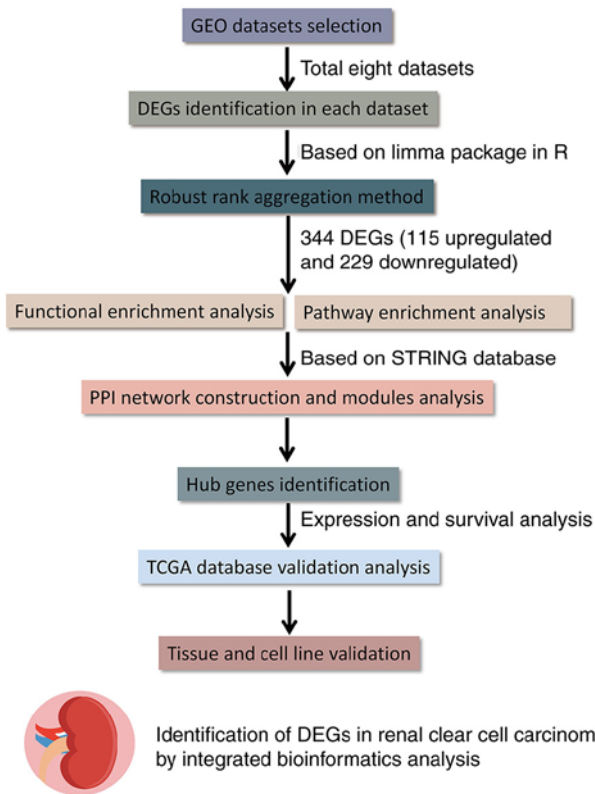 GEO datasets selection
Total eight datasets
DEGs identification in each dataset
Based on limma package in R
Robust rank aggregation method
344 DEGs (115 upregulated
and 229 downregulated)
Functional enrichment analysis
Pathway enrichment analysis
Based on STRING database
PPI network construction and modules analysis
Hub genes identification
Expression and survival analysis
TCGA database validation analysis
Tissue and cell line validation
Identification of DEGs in renal clear cell carcinom
by integrated bioinformatics analysis